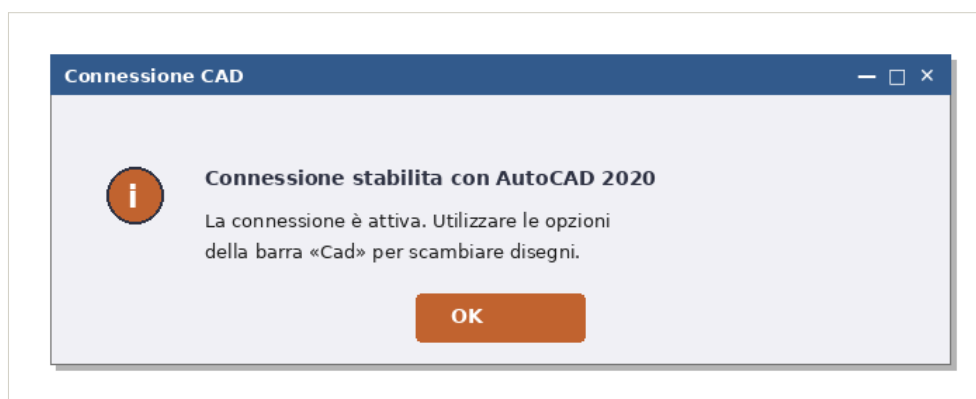 Connessione CAD
i
Connessione stabilita con AutoCAD 2020
La connessione è attiva. Utilizzare le opzioni
della barra «Cad» per scambiare disegni.
OK